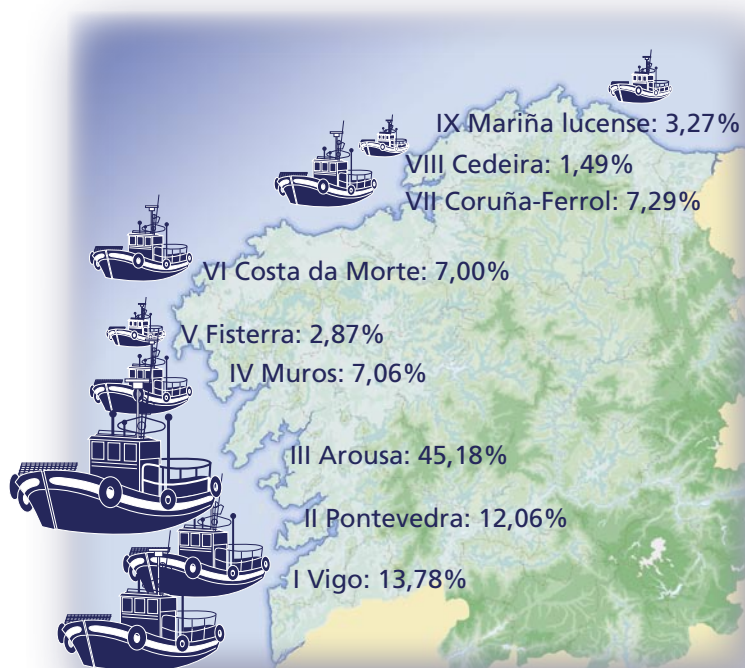 IX Mariña lucense: 3,27%
VIII Cedeira: 1,49%
VII Coruña-Ferrol: 7,29%
VI Costa da Morte: 7,00%
V Fisterra: 2,87%
IV Muros: 7,06%
III Arousa: 45,18%
II Pontevedra: 12,06%
I Vigo: 13,78%